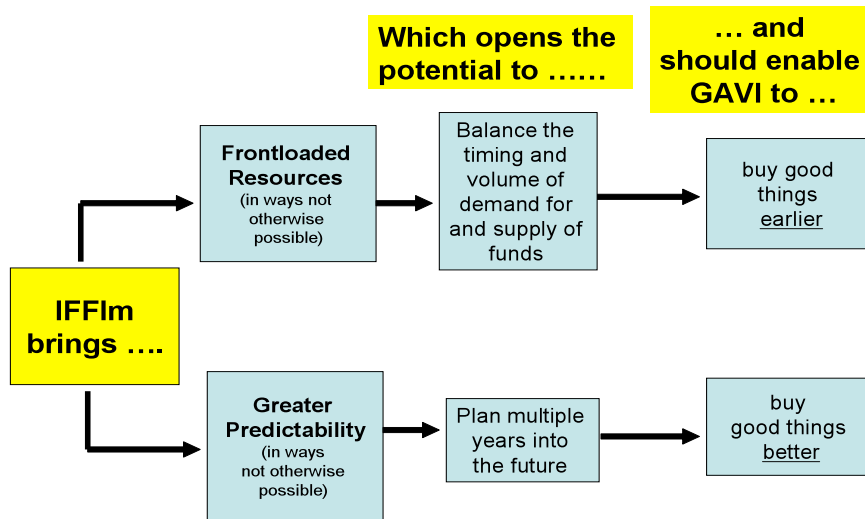 Which opens the
potential to ……
… and
should enable
GAVI to …
IFFIm
brings ….
Frontloaded
Resources
(in ways not
otherwise
possible)
Balance the
timing and
volume of
demand for
and supply of
funds
buy good
things
earlier
Greater
Predictability
(in ways
not otherwise
possible)
Plan multiple
years into
the future
buy
good things
better